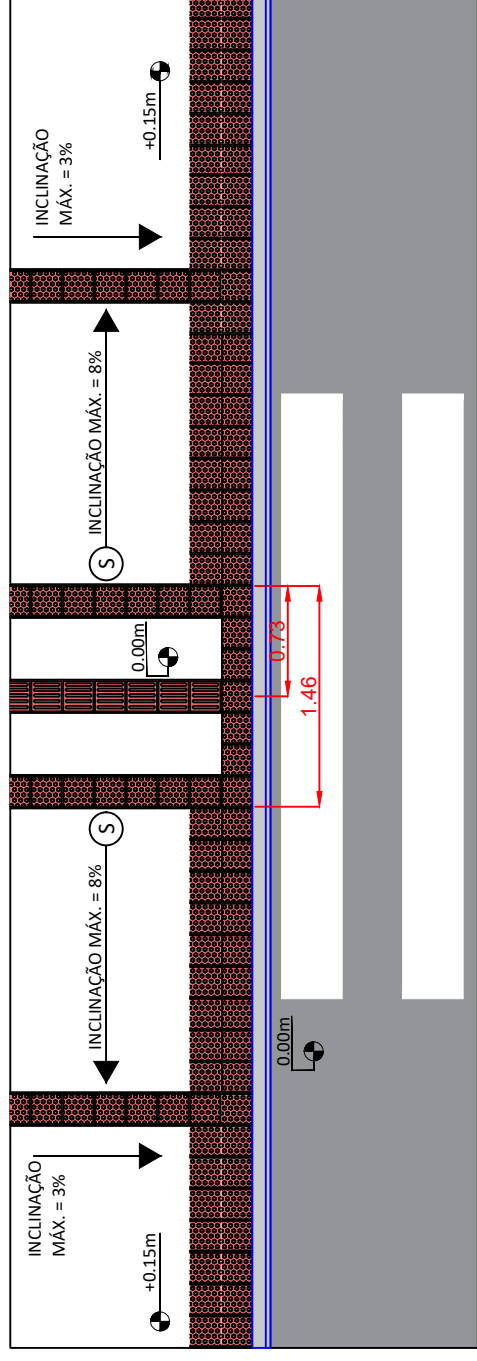 INCLINAÇÃO
MÁX. = 3%
INCLINAÇÃO
MÁX. = 3%
INCLINAÇÃO MÁX. = 8%
S
S
INCLINAÇÃO MÁX. = 8%
+0.15m
0.00m
+0.15m
0.73
0.00m
1.46